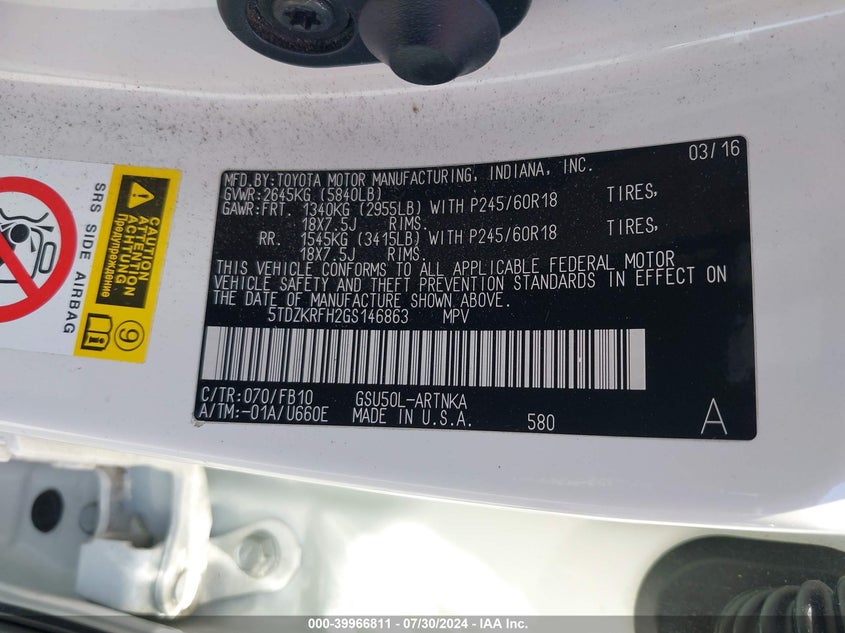 MFD.BY:TOYOTA MOTOR MANUFACTURING, INDIANA, INC. 03/16
GVWR:2645KG (5840LB)
GAWR:FRT. 1340KG (2955LB) WITH P245/60R18 TIRES,
18X7.5J RIMS.
RR. 1545KG (3415LB) WITH P245/60R18 TIRES,
18X7.5J RIMS.
THIS VEHICLE CONFORMS TO ALL APPLICABLE FEDERAL MOTOR
VEHICLE SAFETY AND THEFT PREVENTION STANDARDS IN EFFECT ON
THE DATE OF MANUFACTURE SHOWN ABOVE.
5TDZKRFH2GS146863 MPV
C/TR:070/FB10 GSU50L-ARTNKA
A/TM:-01A/U660E MADE IN U.S.A. 580 A
SRS SIDE AIRBAG
CAUTION
ATTENTION
ACHTUNG
Предупреждение
9
000-39966811 - 07/30/2024 - IAA Inc.